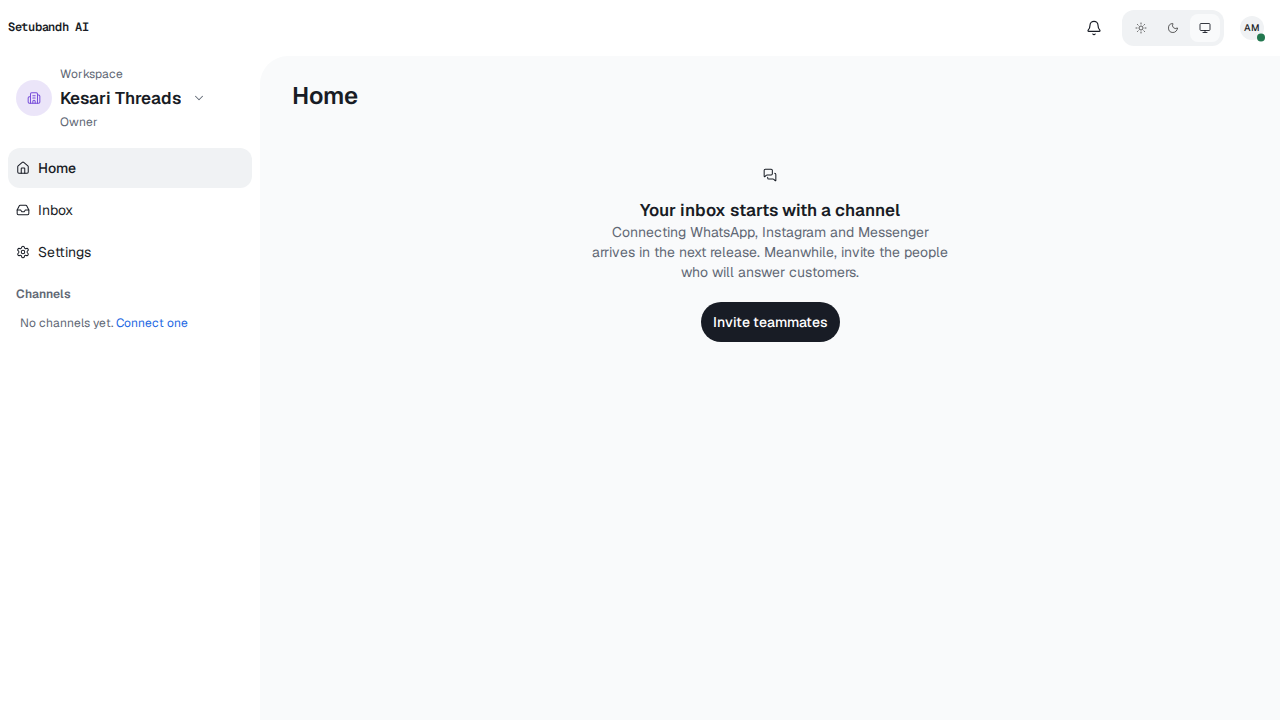 Setubandh AI
AM
Workspace
Kesari Threads
Owner
Home
Inbox
Settings
Channels
No channels yet. Connect one
Home
Your inbox starts with a channel
Connecting WhatsApp, Instagram and Messenger
arrives in the next release. Meanwhile, invite the people
who will answer customers.
Invite teammates